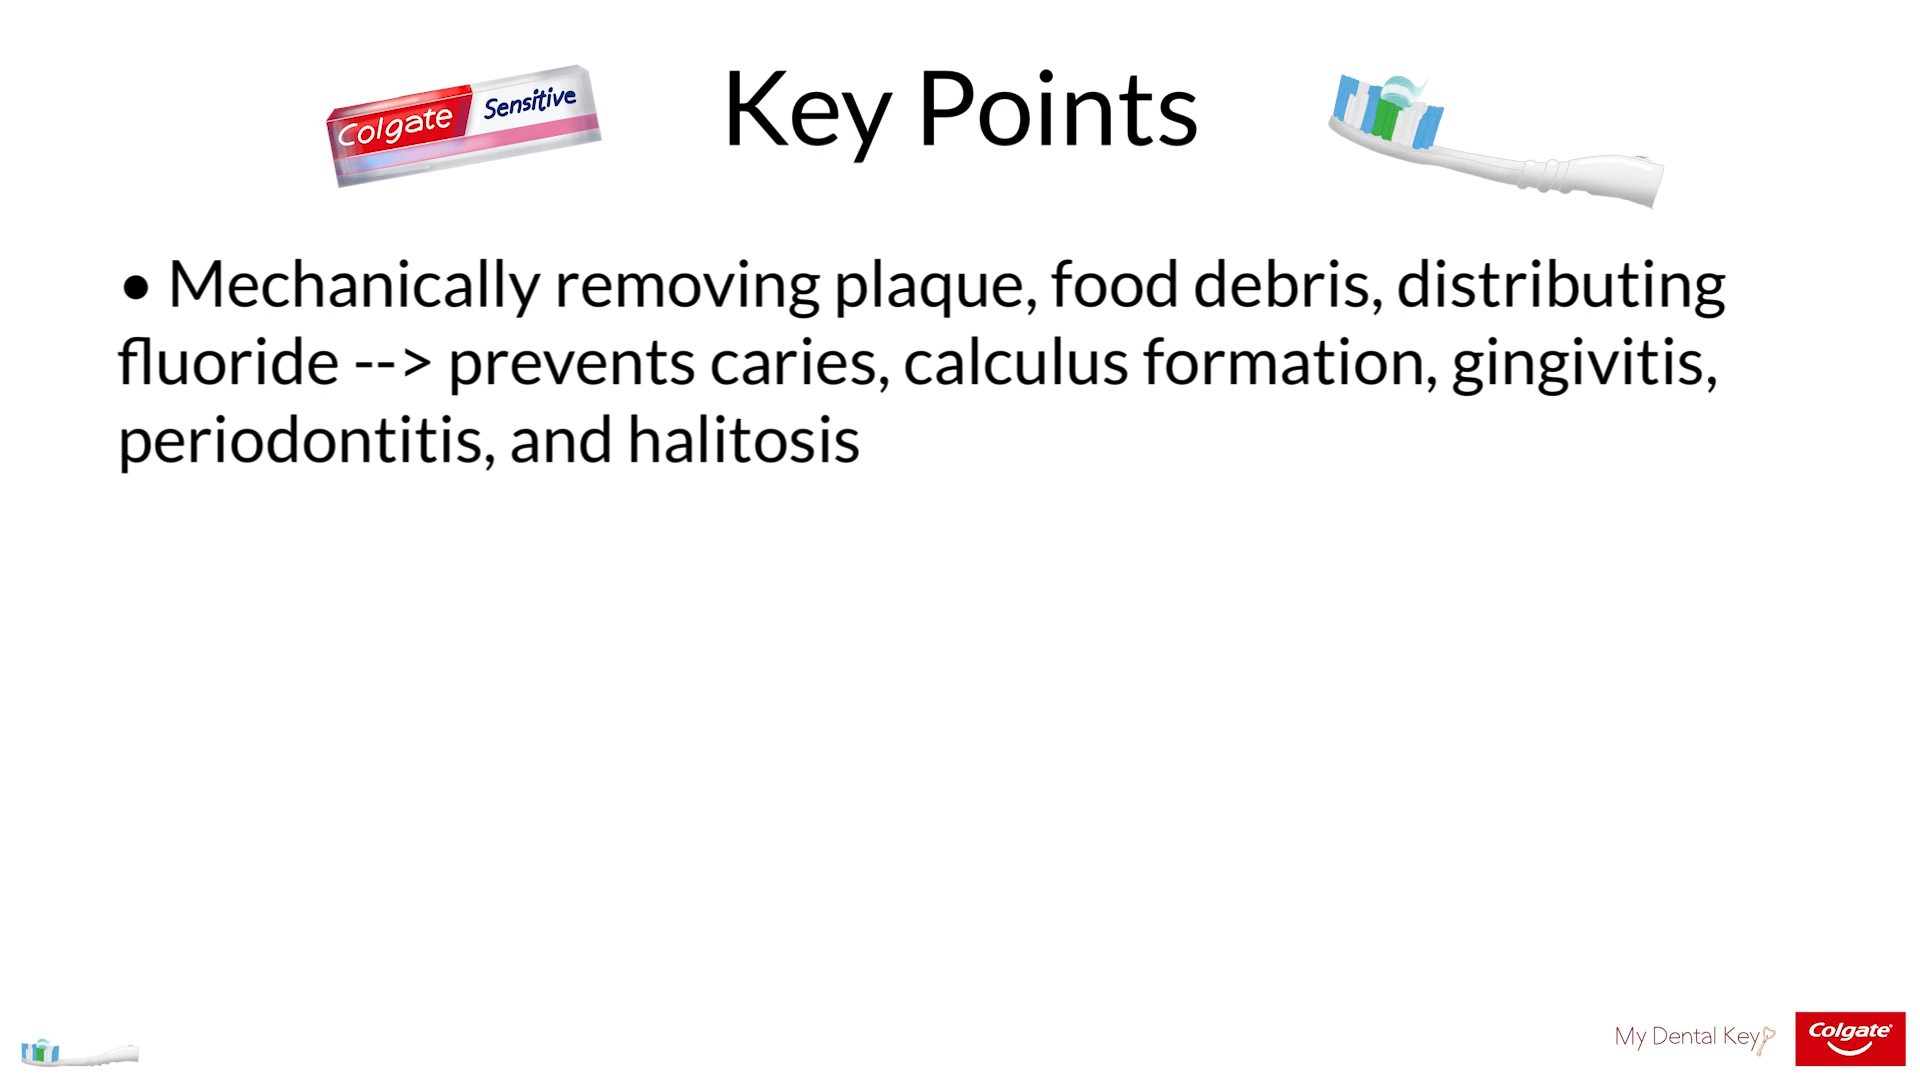 Colgate Sensitive
Key Points
• Mechanically removing plaque, food debris, distributing
fluoride --> prevents caries, calculus formation, gingivitis,
periodontitis, and halitosis
My Dental Key
Colgate